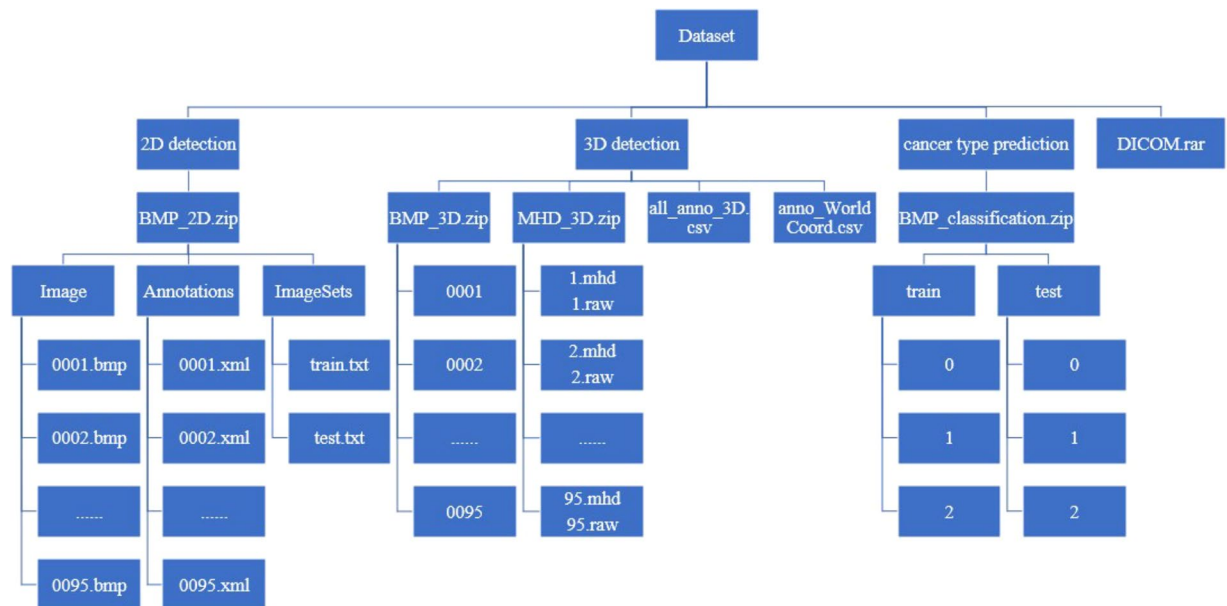 Dataset
2D detection
3D detection
cancer type prediction
DICOM.rar
BMP_2D.zip
BMP_3D.zip
MHD_3D.zip
all_anno_3D.
csv
anno_World
Coord.csv
BMP_classification.zip
Image
Annotations
ImageSets
0001
1.mhd
1.raw
train
test
0001.bmp
0001.xml
train.txt
0002
2.mhd
2.raw
0
0
0002.bmp
0002.xml
test.txt
......
......
1
1
......
......
0095
95.mhd
95.raw
2
2
0095.bmp
0095.xml